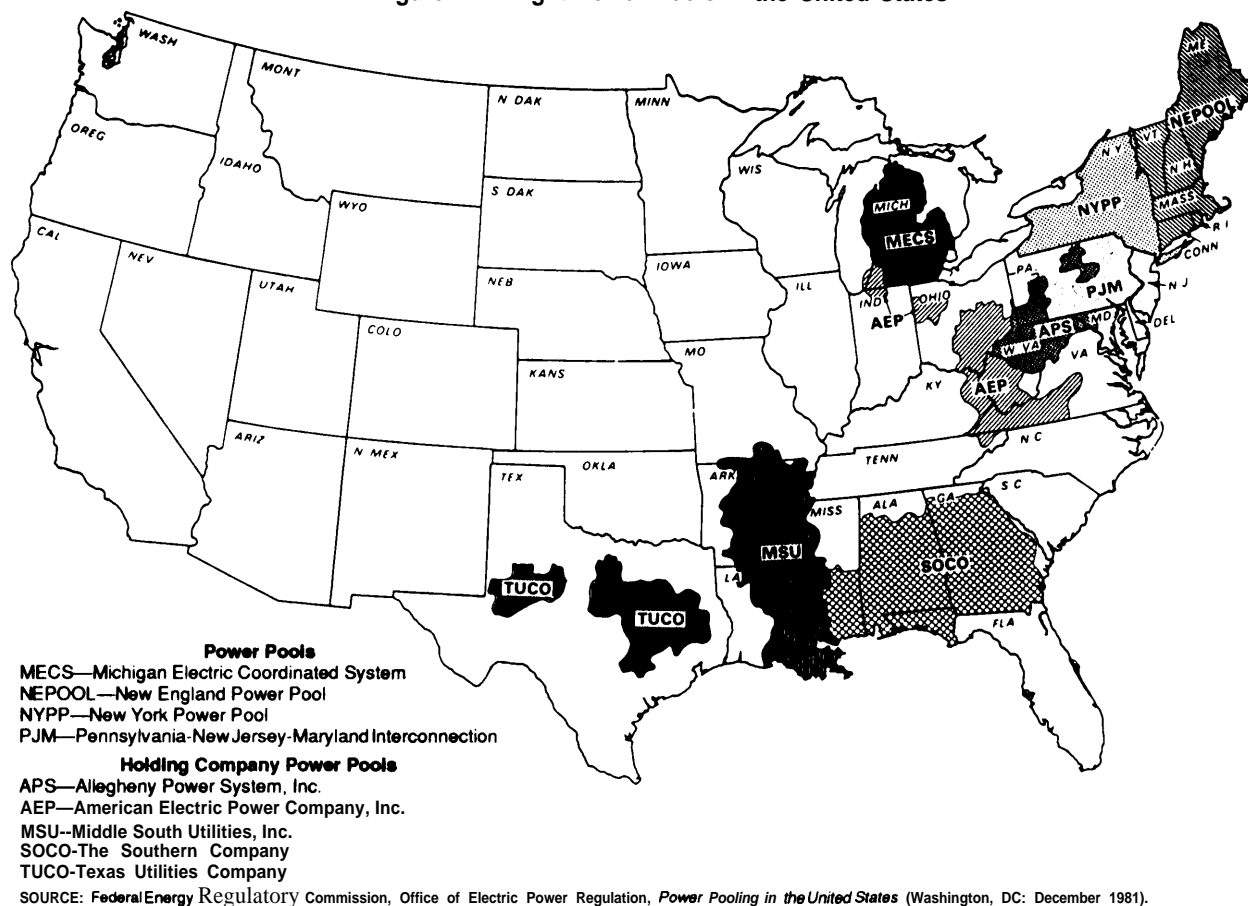 the United States
WASH
MONT
N DAK
MINN
OREG
IDAHO
WIS
MICH
ME
NEPOOL
VT
N Y
N H
S DAK
WYO
NYPP
MASS
MECS
R I
CONN
CAL
NEV
IOWA
PA.
NEB
UTAH
ILL
IND
OHIO
N J
PJM
AEP
COLO
APS
MD
DEL
MO
W VA
VA
KANS
KY
AEP
ARIZ
N MEX
N C
OKLA
TENN
TEX
ARK
S C
MISS
ALA
GA
MSU
SOCO
LA
TUCO
TUCO
FLA
Power Pools
MECS—Michigan Electric Coordinated System
NEPOOL—New England Power Pool
NYPP—New York Power Pool
PJM—Pennsylvania-New Jersey-Maryland Interconnection
Holding Company Power Pools
APS—Allegheny Power System, Inc.
AEP—American Electric Power Company, Inc.
MSU--Middle South Utilities, Inc.
SOCO-The Southern Company
TUCO-Texas Utilities Company
SOURCE: Federal Energy Regulatory Commission, Office of Electric Power Regulation, Power Pooling in the United States (Washington, DC: December 1981).